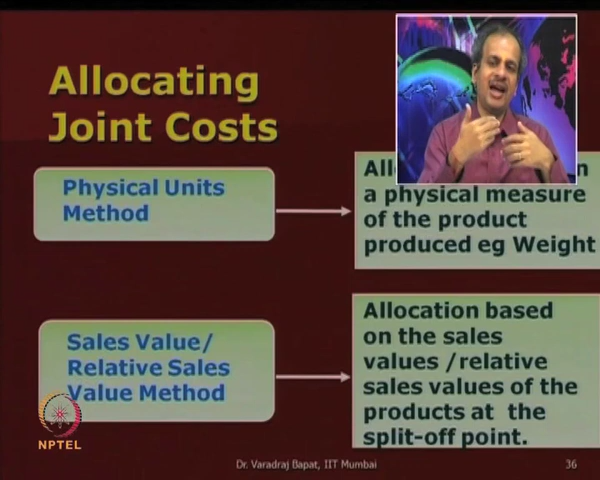 Allocating
Joint Costs
Physical Units
Method
a physical measure
of the product
produced eg Weight
Sales Value/
Relative Sales
Value Method
Allocation based
on the sales
values /relative
sales values of the
products at the
split-off point.
NPTEL
Dr. Varadraj Bapat, IIT Mumbai
36